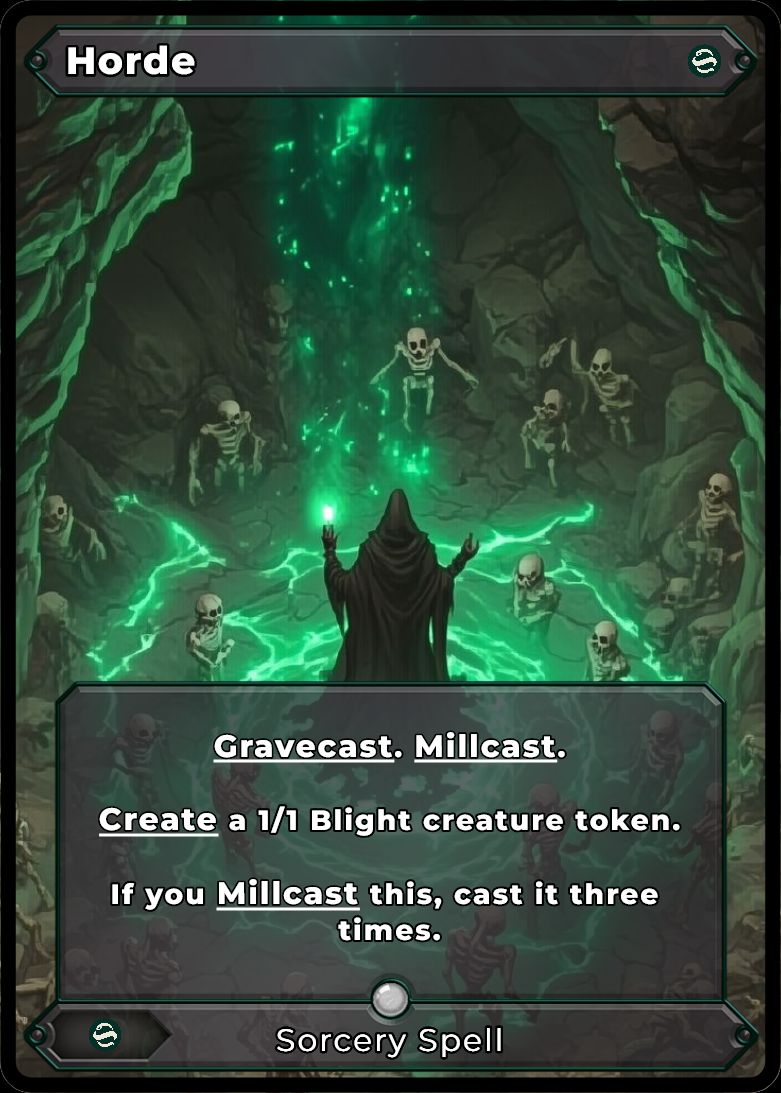 Horde
Gravecast. Millcast.
Create a 1/1 Blight creature token.
If you Millcast this, cast it three
times.
Sorcery Spell